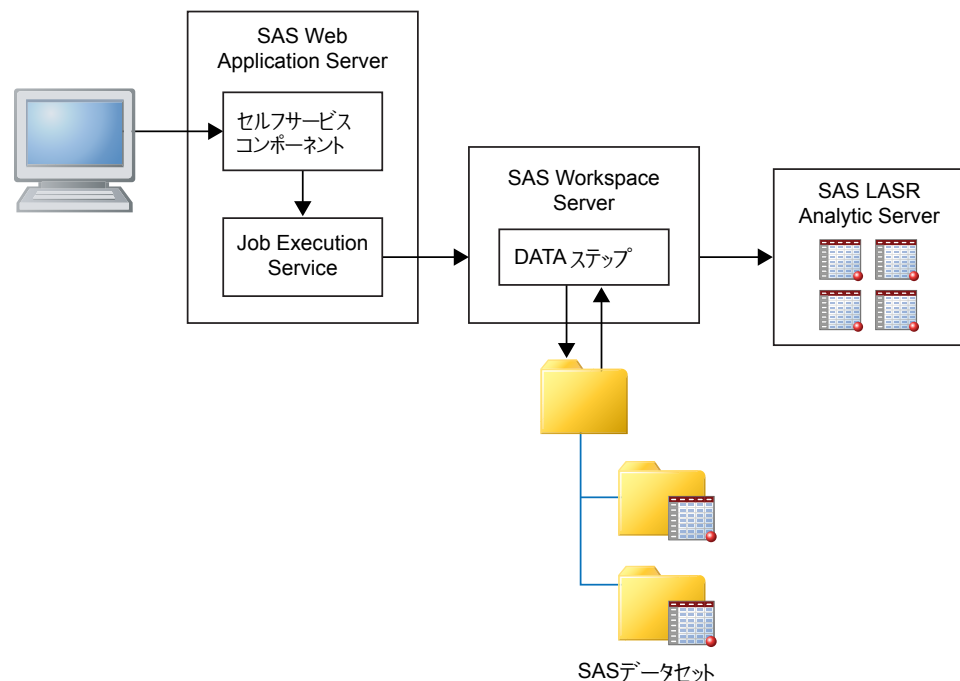 SAS Web
Application Server
セルフサービス
コンポーネント
Job Execution
Service
SAS Workspace
Server
DATA ステップ
SAS LASR
Analytic Server
SASデータセット